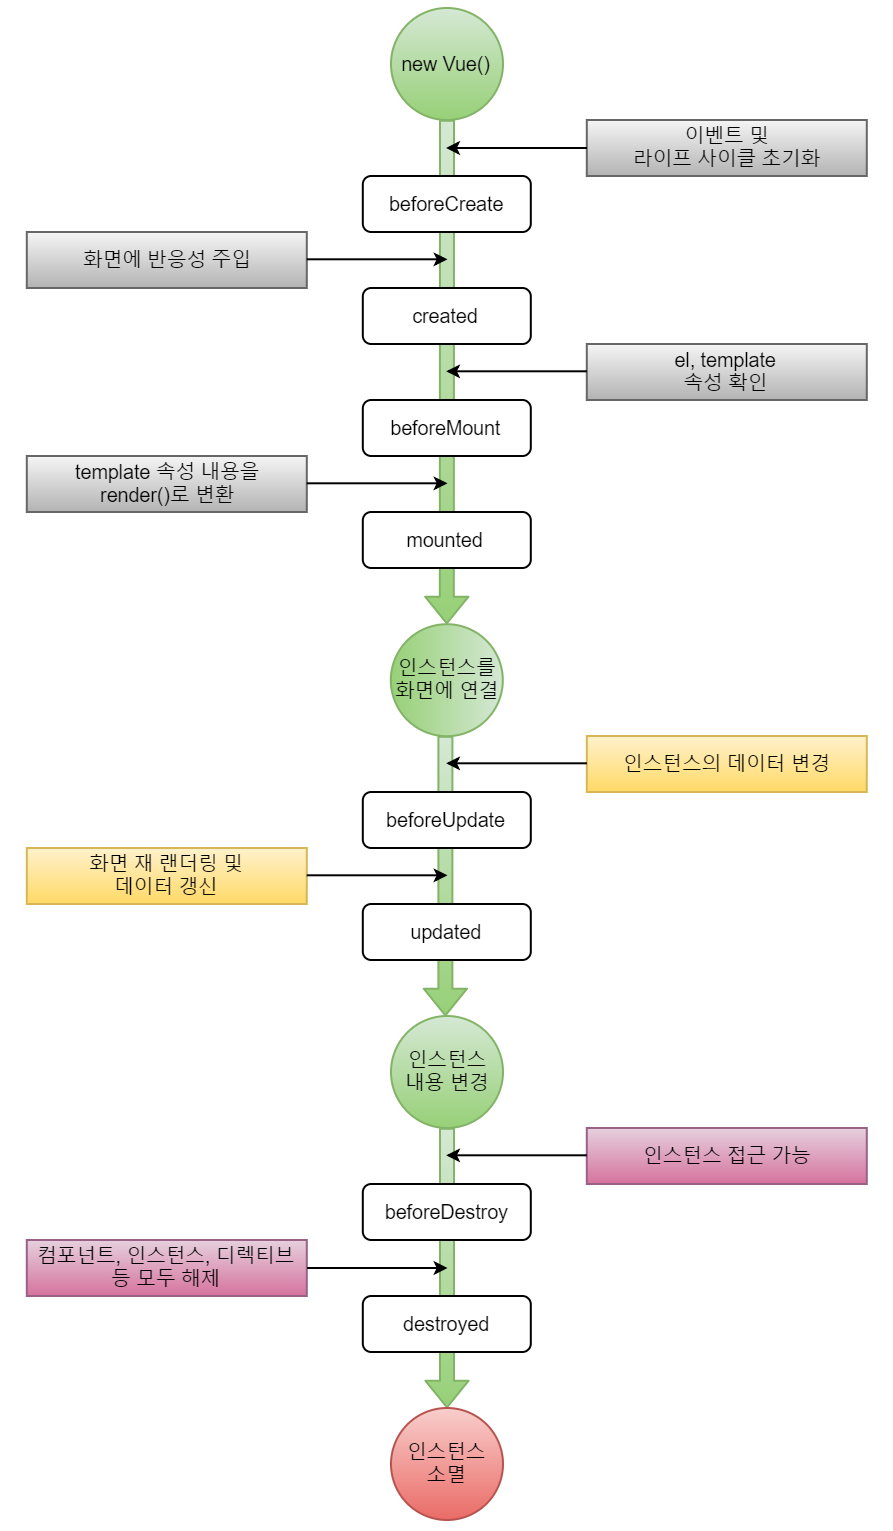 new Vue()
이벤트 및
라이프 사이클 초기화
beforeCreate
화면에 반응성 주입
created
el, template
속성 확인
beforeMount
template 속성 내용을
render()로 변환
mounted
인스턴스를
화면에 연결
인스턴스의 데이터 변경
beforeUpdate
화면 재 랜더링 및
데이터 갱신
updated
인스턴스
내용 변경
인스턴스 접근 가능
beforeDestroy
컴포넌트, 인스턴스, 디렉티브
등 모두 해제
destroyed
인스턴스
소멸